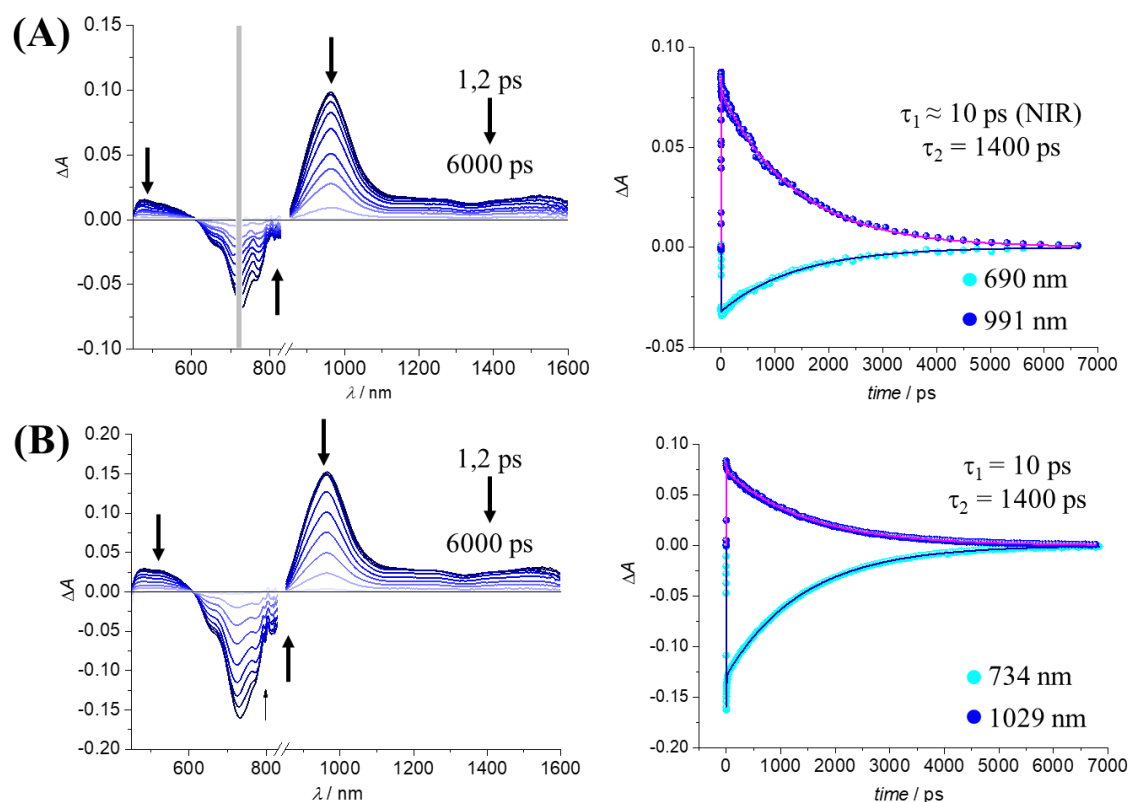 (A)
0.15
0.10
0.05
0.00
-0.05
-0.10
ΔA
600
800
1000
1200
1400
1600
λ / nm
1,2 ps
6000 ps
0.10
0.05
0.00
-0.05
ΔA
0
1000
2000
3000
4000
5000
6000
7000
time / ps
τ1 ≈ 10 ps (NIR)
τ2 = 1400 ps
690 nm
991 nm
(B)
0.20
0.15
0.10
0.05
0.00
-0.05
-0.10
-0.15
-0.20
ΔA
600
800
1000
1200
1400
1600
λ / nm
1,2 ps
6000 ps
0.10
0.05
0.00
-0.05
-0.10
-0.15
-0.20
ΔA
0
1000
2000
3000
4000
5000
6000
7000
time / ps
τ1 = 10 ps
τ2 = 1400 ps
734 nm
1029 nm